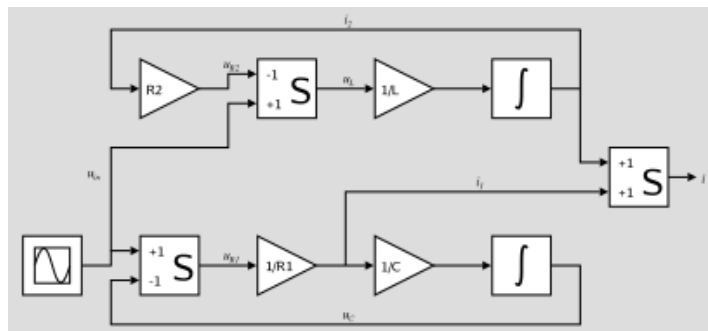 i2
R2
uR2
-1
+1
S
uL
1/L
∫
+1
+1
S
i
uin
i1
+1
-1
S
uR1
1/R1
1/C
∫
uC